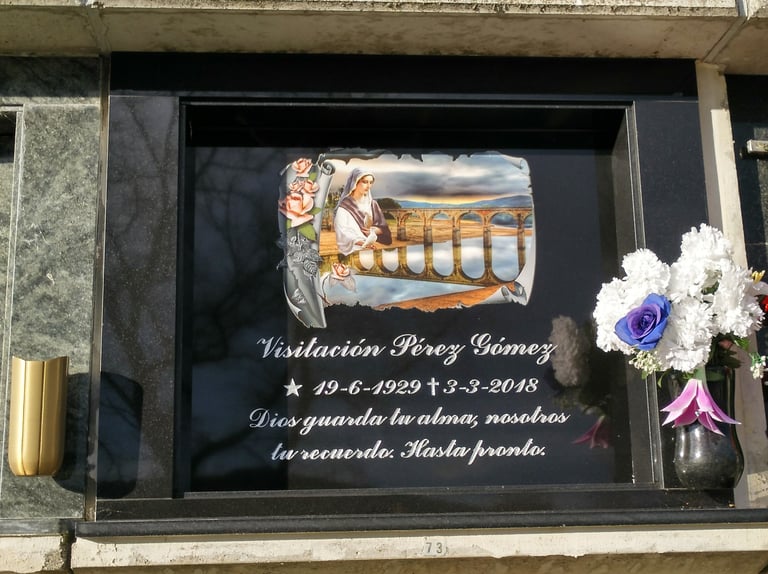 Visitación Pérez Gómez
★ 19-6-1929 ✝ 3-3-2018
Dios guarda tu alma, nosotros
tu recuerdo. Hasta pronto.
73